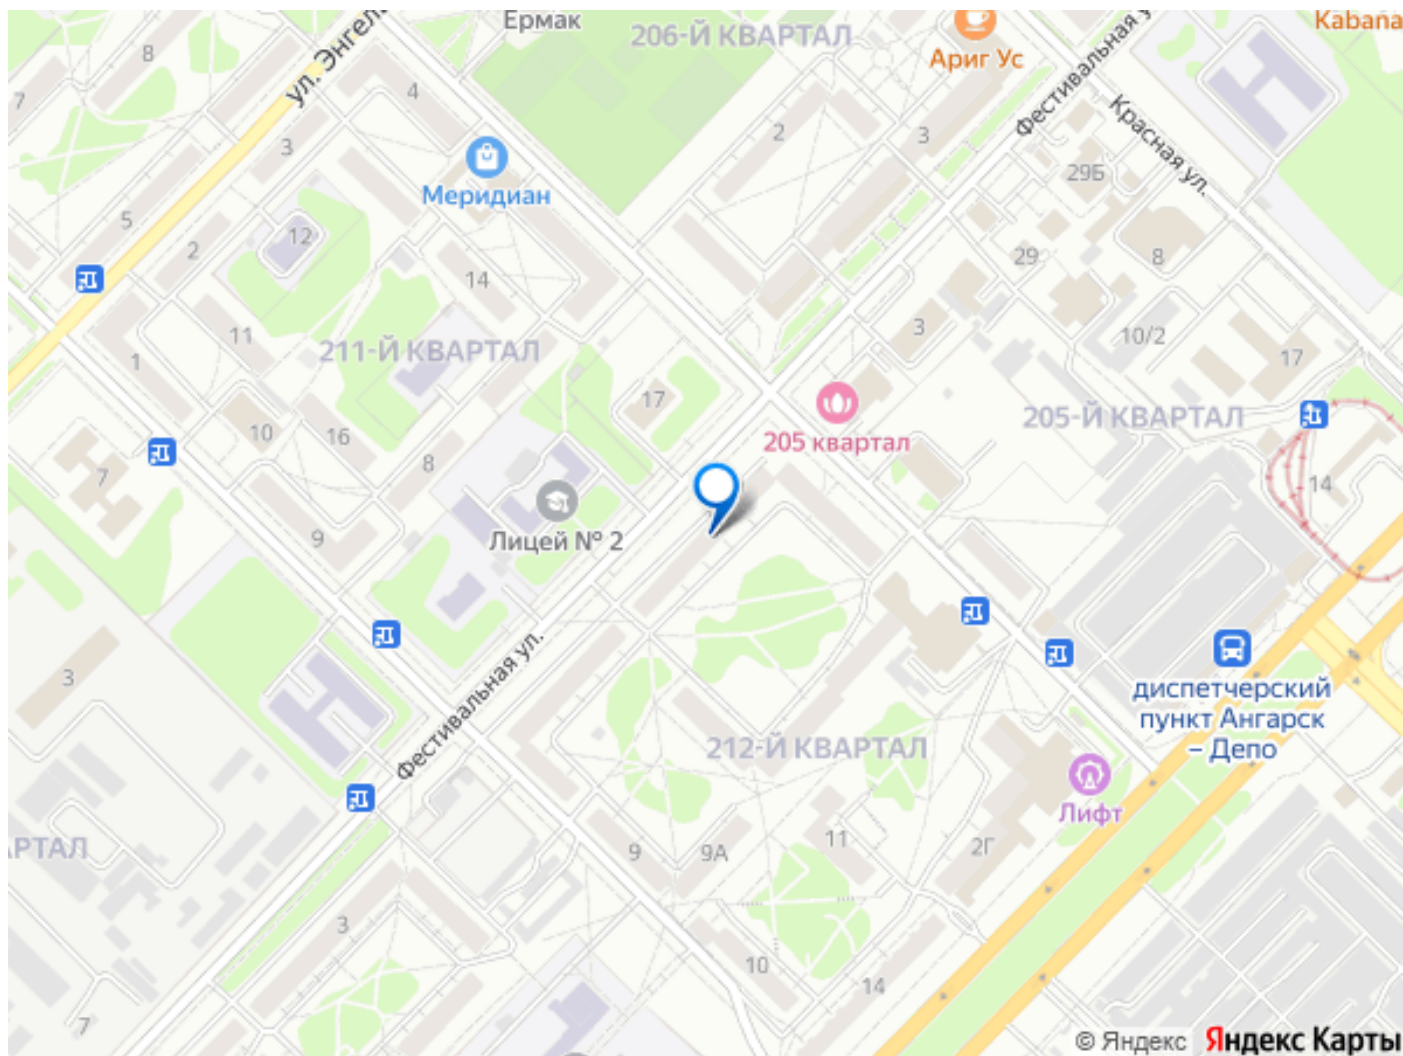 8
ул. Энгель
Ермак
206-Й КВАРТАЛ
Ариг Ус
Фестивальная у
Kabana
7
4
3
2
3
Красная ул.
29Б
Меридиан
5
2
12
14
29
8
11
1
211-Й КВАРТАЛ
3
10/2
17
17
205-Й КВАРТАЛ
205 квартал
10
16
8
7
9
Лицей № 2
14
Фестивальная ул.
3
диспетчерский
пункт Ангарск
– Депо
212-Й КВАРТАЛ
Лифт
РТАЛ
9
9А
11
2Г
3
10
14
7
© Яндекс
Яндекс Карты